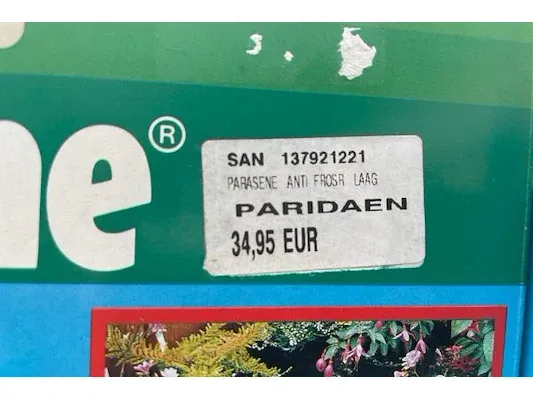 ne®
SAN 137921221
PARASENE ANTI FROSR LAAG
PARIDAEN
34,95 EUR